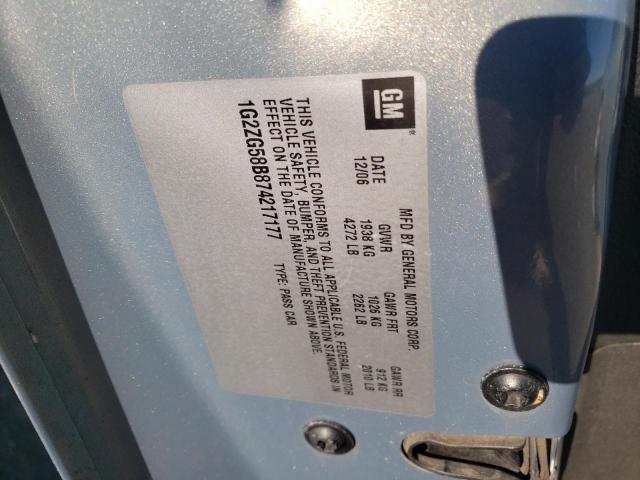 GM
®
MFD BY GENERAL MOTORS CORP.
DATE GVWR GAWR FRT GAWR RR
12/06 1938 KG 1026 KG 912 KG
4272 LB 2262 LB 2010 LB
THIS VEHICLE CONFORMS TO ALL APPLICABLE U.S. FEDERAL MOTOR
VEHICLE SAFETY, BUMPER, AND THEFT PREVENTION STANDARDS IN
EFFECT ON THE DATE OF MANUFACTURE SHOWN ABOVE.
1G2ZG58B874217177 TYPE: PASS CAR